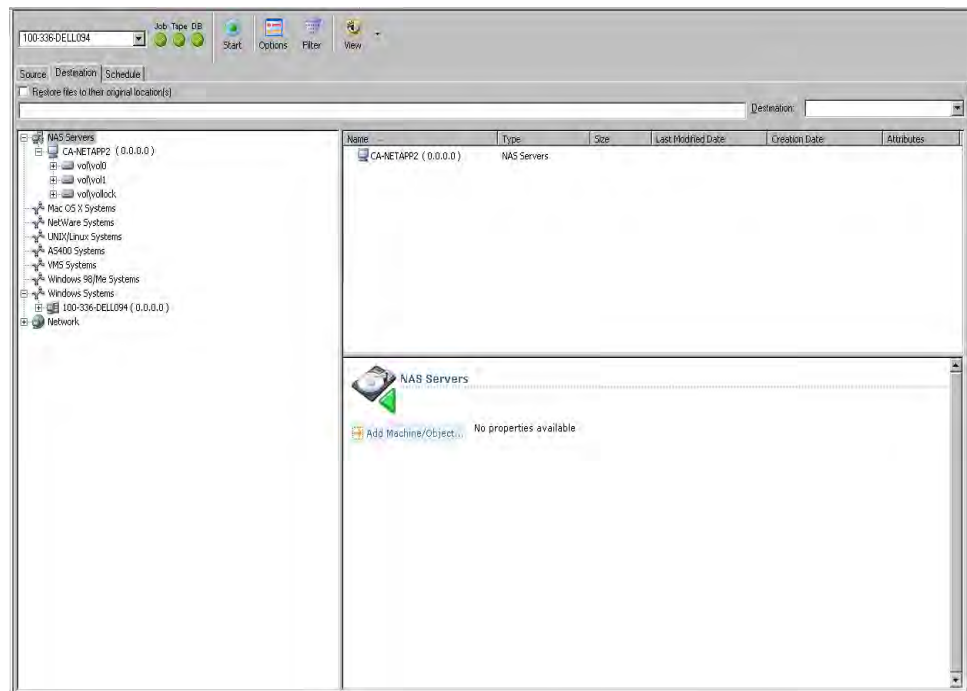 Job Tape DB
100-336-DELL094
Start Options Filter View
Source Destination Schedule
Restore files to their original location(s)
Destination:
NAS Servers
CA-NETAPP2 (0.0.0.0)
vol\vol0
vol\vol1
vol\vollock
Mac OS X Systems
NetWare Systems
UNIX/Linux Systems
AS400 Systems
VMS Systems
Windows 98/Me Systems
Windows Systems
100-336-DELL094 (0.0.0.0)
Network
Name Type Size Last Modified Date Creation Date Attributes
CA-NETAPP2 (0.0.0.0) NAS Servers
NAS Servers
Add Machine/Object... No properties available